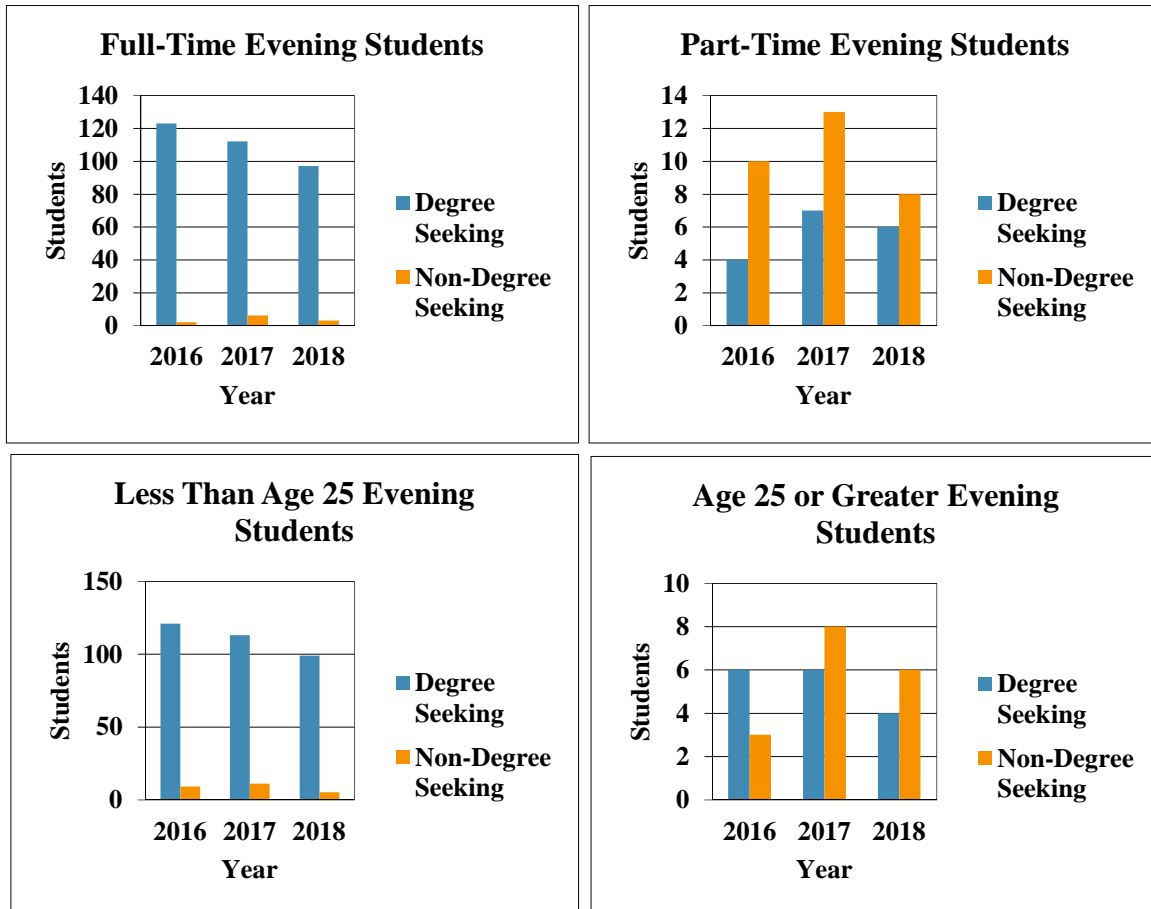 Full-Time Evening Students
140
120
100
80
60
40
20
0
Students
2016 2017 2018
Year
Degree
Seeking
Non-Degree
Seeking
Part-Time Evening Students
14
12
10
8
6
4
2
0
Students
2016 2017 2018
Year
Degree
Seeking
Non-Degree
Seeking
Less Than Age 25 Evening
Students
150
100
50
0
Students
2016 2017 2018
Year
Degree
Seeking
Non-Degree
Seeking
Age 25 or Greater Evening
Students
10
8
6
4
2
0
Students
2016 2017 2018
Year
Degree
Seeking
Non-Degree
Seeking